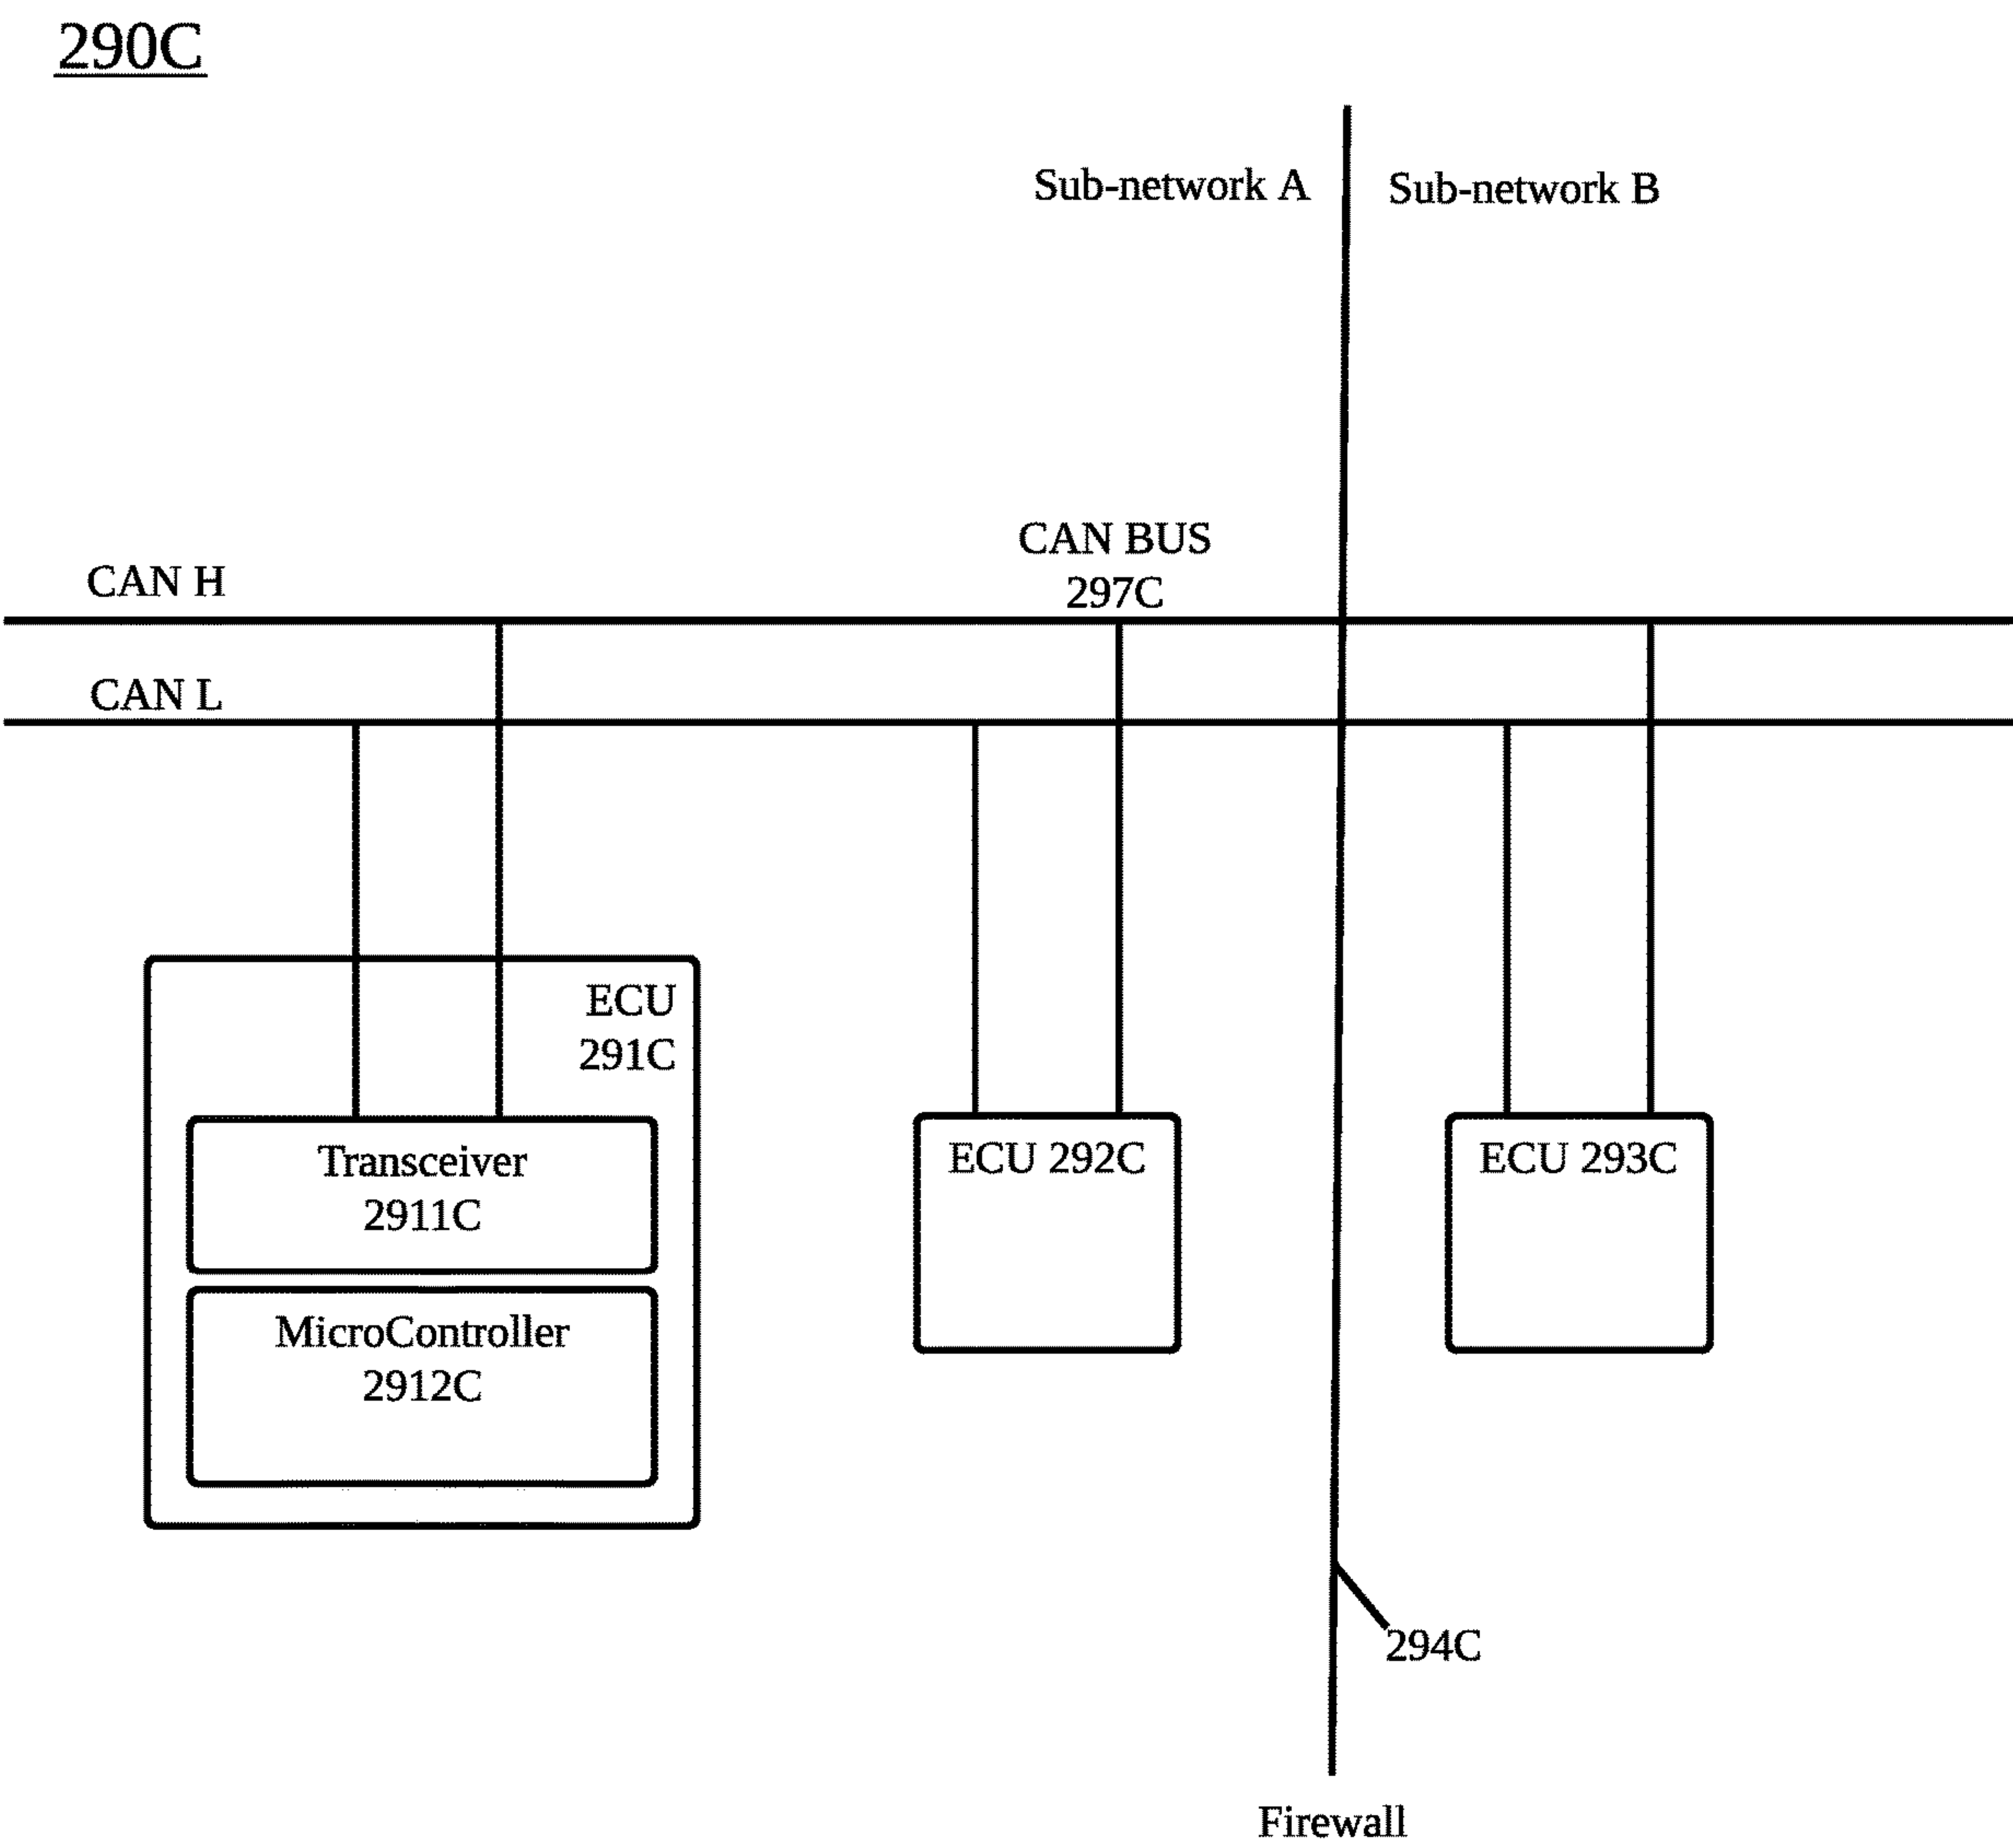 290C
Sub-network A
Sub-network B
CAN BUS
297C
CAN H
CAN L
ECU
291C
Transceiver
2911C
MicroController
2912C
ECU 292C
ECU 293C
294C
Firewall